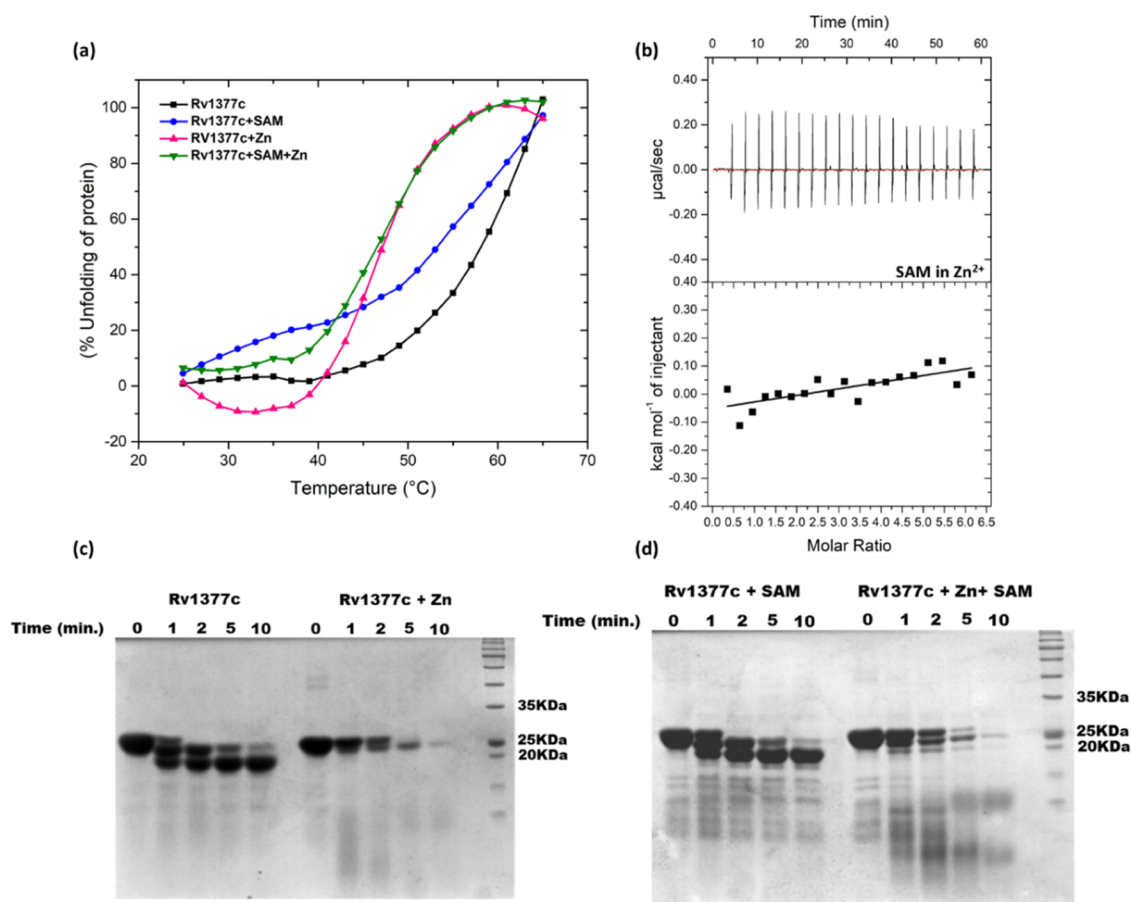 (a)
Rv1377c
Rv1377c+SAM
RV1377c+Zn
Rv1377c+SAM+Zn
(% Unfolding of protein)
100
80
60
40
20
0
-20
20 30 40 50 60 70
Temperature (°C)
(b)
Time (min)
0 10 20 30 40 50 60
0.40
0.20
0.00
-0.20
0.40
µcal/sec
SAM in Zn²⁺
0.30
0.20
0.10
0.00
-0.10
-0.20
-0.30
-0.40
kcal mol⁻¹ of injectant
0.0 0.5 1.0 1.5 2.0 2.5 3.0 3.5 4.0 4.5 5.0 5.5 6.0 6.5
Molar Ratio
(c)
Rv1377c Rv1377c + Zn
Time (min.) 0 1 2 5 10 0 1 2 5 10
35KDa
25KDa
20KDa
(d)
Rv1377c + SAM Rv1377c + Zn+ SAM
Time (min.) 0 1 2 5 10 0 1 2 5 10
35KDa
25KDa
20KDa